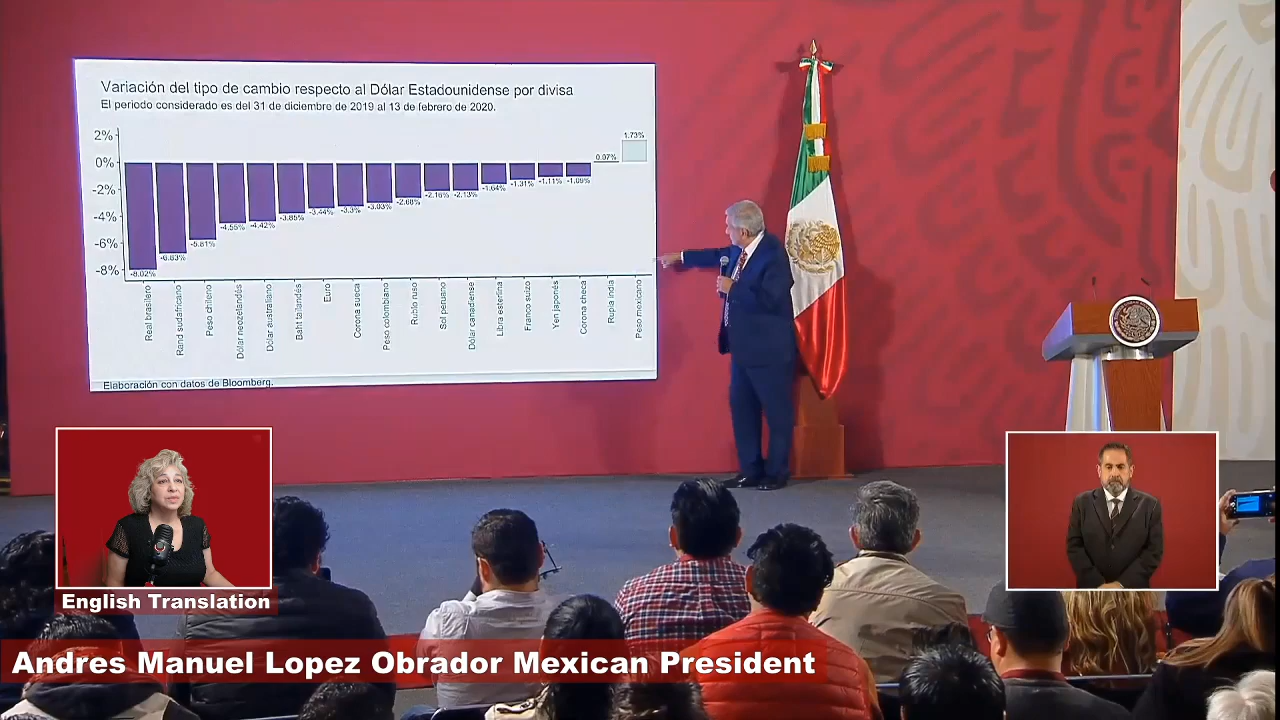 Variación del tipo de cambio respecto al Dólar Estadounidense por divisa
El periodo considerado es del 31 de diciembre de 2019 al 13 de febrero de 2020.
2%
0%
-2%
-4%
-6%
-8%
-8.02%
-6.83%
-5.81%
-4.55%
-4.42%
-3.85%
-3.44%
-3.3%
-3.03%
-2.68%
-2.16%
-2.13%
-1.64%
-1.31%
-1.11%
-1.09%
0.07%
1.73%
Real brasileño
Rand sudafricano
Peso chileno
Dólar neozelandés
Dólar australiano
Baht tailandés
Euro
Corona sueca
Peso colombiano
Rublo ruso
Sol peruano
Dólar canadiense
Libra esterlina
Franco suizo
Yen japonés
Corona checa
Rupia india
Peso mexicano
Elaboración con datos de Bloomberg.
English Translation
Andres Manuel Lopez Obrador Mexican President